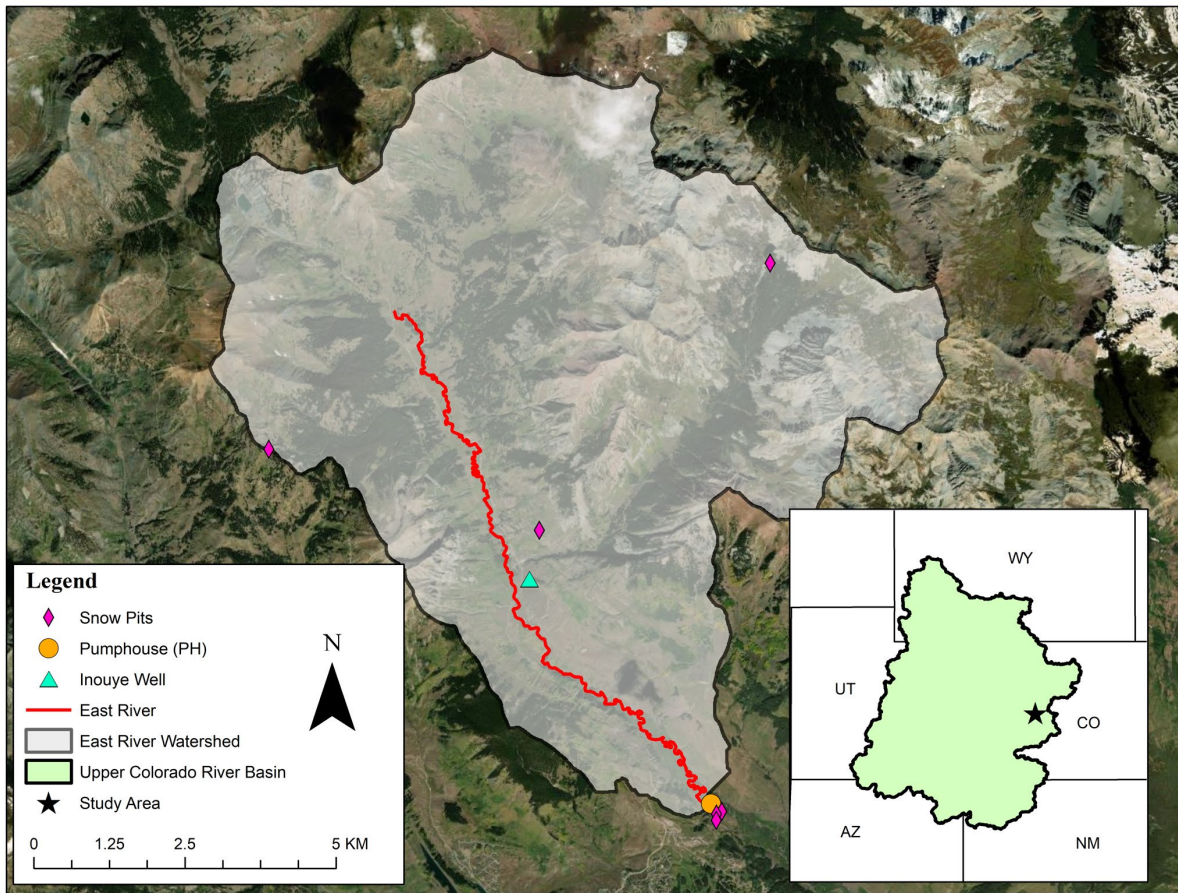 Legend
Snow Pits
Pumphouse (PH)
Inouye Well
East River
East River Watershed
Upper Colorado River Basin
Study Area
N
0 1.25 2.5 5 KM
WY
UT
CO
AZ
NM